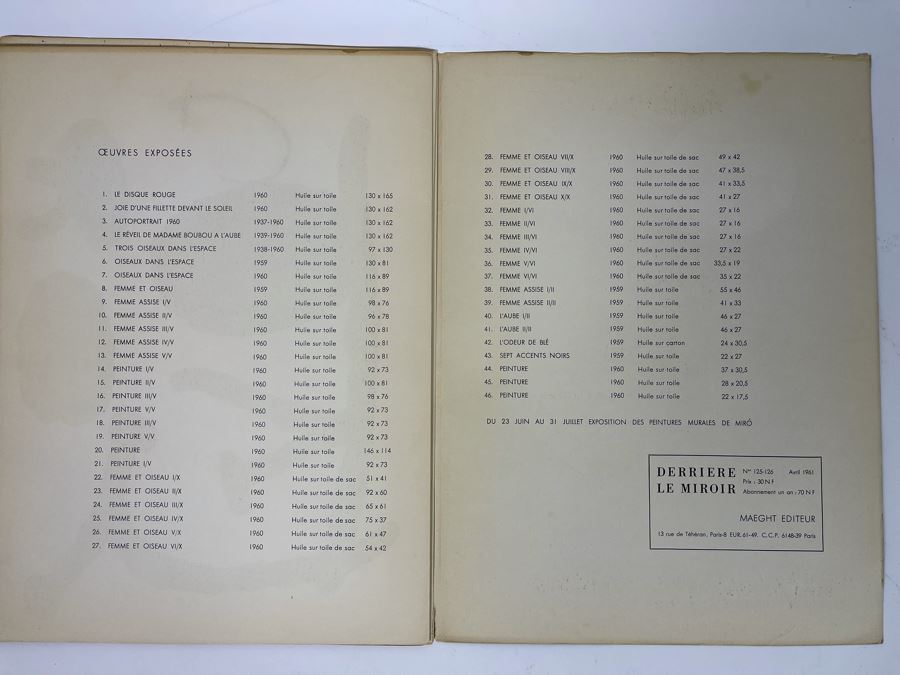 ŒUVRES EXPOSÉES
1. LE DISQUE ROUGE 1960 Huile sur toile 130 x 165
2. JOIE D'UNE FILLETTE DEVANT LE SOLEIL 1960 Huile sur toile 130 x 162
3. AUTOPORTRAIT 1960 1937-1960 Huile sur toile 130 x 162
4. LE RÉVEIL DE MADAME BOUBOU A L'AUBE 1939-1960 Huile sur toile 130 x 162
5. TROIS OISEAUX DANS L'ESPACE 1938-1960 Huile sur toile 97 x 130
6. OISEAUX DANS L'ESPACE 1959 Huile sur toile 130 x 81
7. OISEAUX DANS L'ESPACE 1960 Huile sur toile 116 x 89
8. FEMME ET OISEAU 1959 Huile sur toile 116 x 89
9. FEMME ASSISE I/V 1960 Huile sur toile 98 x 76
10. FEMME ASSISE II/V 1960 Huile sur toile 96 x 78
11. FEMME ASSISE III/V 1960 Huile sur toile 100 x 81
12. FEMME ASSISE IV/V 1960 Huile sur toile 100 x 81
13. FEMME ASSISE V/V 1960 Huile sur toile 100 x 81
14. PEINTURE I/V 1960 Huile sur toile 92 x 73
15. PEINTURE II/V 1960 Huile sur toile 100 x 81
16. PEINTURE III/V 1960 Huile sur toile 98 x 76
17. PEINTURE V/V 1960 Huile sur toile 92 x 73
18. PEINTURE III/V 1960 Huile sur toile 92 x 73
19. PEINTURE V/V 1960 Huile sur toile 92 x 73
20. PEINTURE 1960 Huile sur toile 146 x 114
21. PEINTURE I/V 1960 Huile sur toile 92 x 73
22. FEMME ET OISEAU I/X 1960 Huile sur toile de sac 51 x 41
23. FEMME ET OISEAU II/X 1960 Huile sur toile de sac 92 x 60
24. FEMME ET OISEAU III/X 1960 Huile sur toile de sac 65 x 61
25. FEMME ET OISEAU IV/X 1960 Huile sur toile de sac 75 x 37
26. FEMME ET OISEAU V/X 1960 Huile sur toile de sac 61 x 47
27. FEMME ET OISEAU VI/X 1960 Huile sur toile de sac 54 x 42
28. FEMME ET OISEAU VII/X 1960 Huile sur toile de sac 49 x 42
29. FEMME ET OISEAU VIII/X 1960 Huile sur toile de sac 47 x 38,5
30. FEMME ET OISEAU IX/X 1960 Huile sur toile de sac 41 x 33,5
31. FEMME ET OISEAU X/X 1960 Huile sur toile de sac 41 x 27
32. FEMME I/VI 1960 Huile sur toile de sac 27 x 16
33. FEMME II/VI 1960 Huile sur toile de sac 27 x 16
34. FEMME III/VI 1960 Huile sur toile de sac 27 x 16
35. FEMME IV/VI 1960 Huile sur toile de sac 27 x 22
36. FEMME V/VI 1960 Huile sur toile de sac 33,5 x 19
37. FEMME VI/VI 1960 Huile sur toile de sac 35 x 22
38. FEMME ASSISE I/II 1959 Huile sur toile 55 x 46
39. FEMME ASSISE II/II 1959 Huile sur toile 41 x 33
40. L'AUBE I/II 1959 Huile sur toile 46 x 27
41. L'AUBE II/II 1959 Huile sur toile 46 x 27
42. L'ODEUR DE BLÉ 1959 Huile sur carton 24 x 30,5
43. SEPT ACCENTS NOIRS 1959 Huile sur toile 22 x 27
44. PEINTURE 1960 Huile sur toile 37 x 30,5
45. PEINTURE 1960 Huile sur toile 28 x 20,5
46. PEINTURE 1960 Huile sur toile 22 x 17,5
DU 23 JUIN AU 31 JUILLET EXPOSITION DES PEINTURES MURALES DE MIRÓ
DERRIERE LE MIROIR
Nos 125-126 Avril 1961
Prix : 30 N F
Abonnement un an : 70 N F
MAEGHT EDITEUR
13 rue de Téhéran, Paris-8 EUR. 61-49. C.C.P. 6148-39 Paris